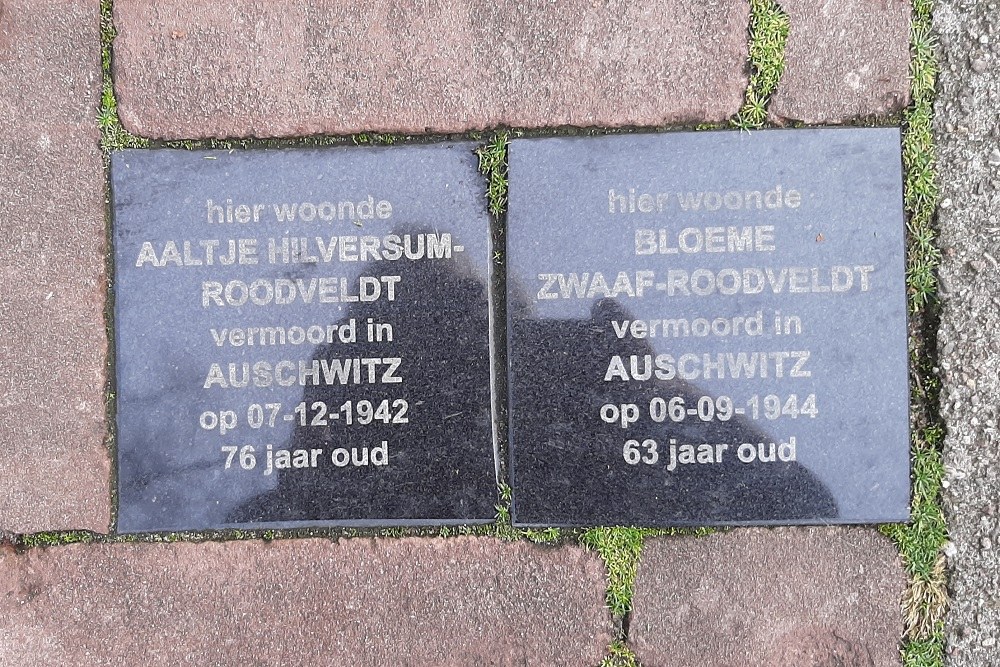 hier woonde
AALTJE HILVERSUM-
ROODVELDT
vermoord in
AUSCHWITZ
op 07-12-1942
76 jaar oud
hier woonde
BLOEME
ZWAAF-ROODVELDT
vermoord in
AUSCHWITZ
op 06-09-1944
63 jaar oud